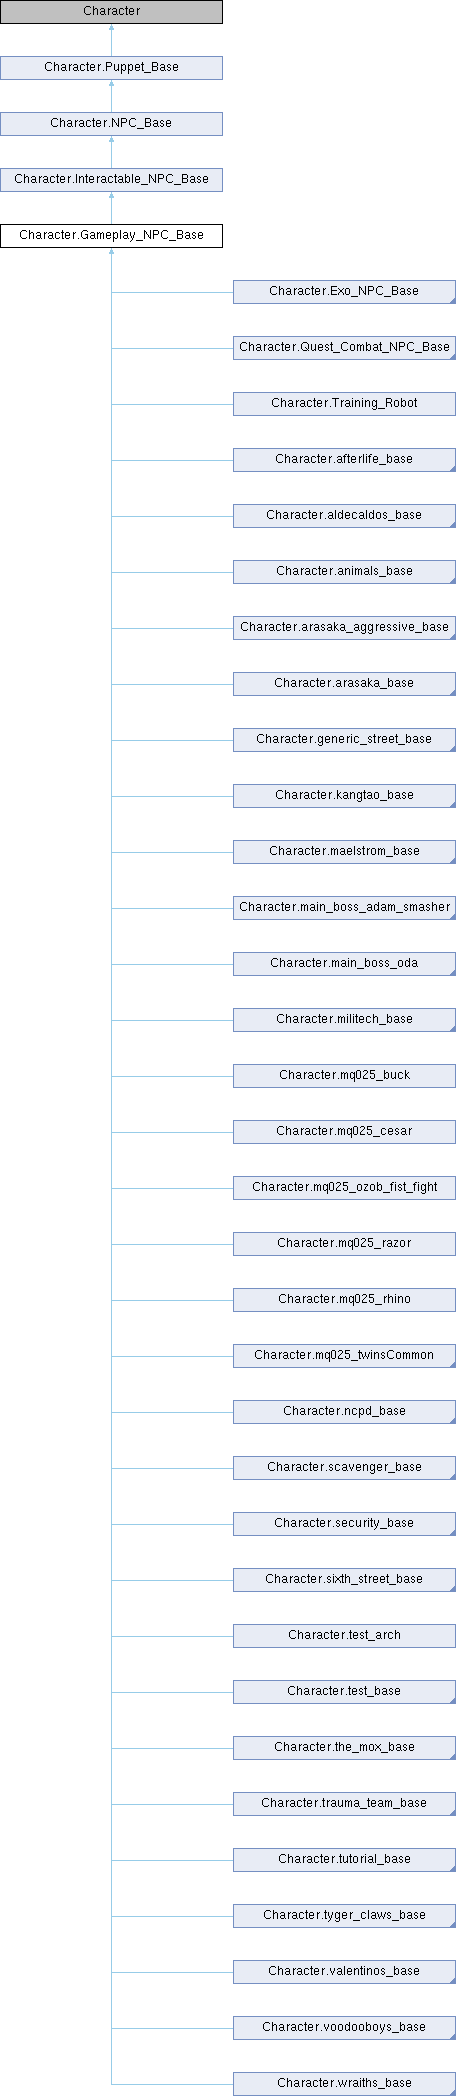 Character
Character.Puppet_Base
Character.NPC_Base
Character.Interactable_NPC_Base
Character.Gameplay_NPC_Base
Character.Exo_NPC_Base
Character.Quest_Combat_NPC_Base
Character.Training_Robot
Character.afterlife_base
Character.aldecaldos_base
Character.animals_base
Character.arasaka_aggressive_base
Character.arasaka_base
Character.generic_street_base
Character.kangtao_base
Character.maelstrom_base
Character.main_boss_adam_smasher
Character.main_boss_oda
Character.militech_base
Character.mq025_buck
Character.mq025_cesar
Character.mq025_ozob_fist_fight
Character.mq025_razor
Character.mq025_rhino
Character.mq025_twinsCommon
Character.ncpd_base
Character.scavenger_base
Character.security_base
Character.sixth_street_base
Character.test_arch
Character.test_base
Character.the_mox_base
Character.trauma_team_base
Character.tutorial_base
Character.tyger_claws_base
Character.valentinos_base
Character.voodooboys_base
Character.wraiths_base